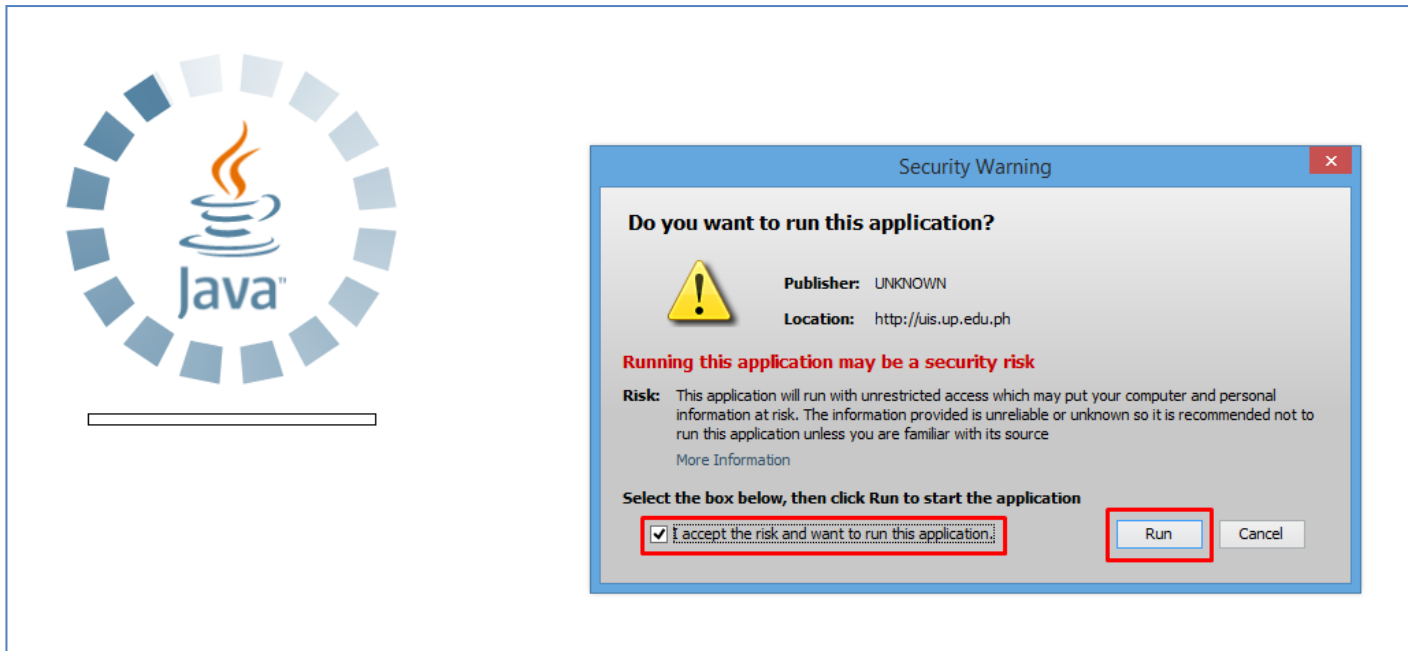 Java™
Security Warning
Do you want to run this application?
Publisher: UNKNOWN
Location: http://uis.up.edu.ph
Running this application may be a security risk
Risk: This application will run with unrestricted access which may put your computer and personal
information at risk. The information provided is unreliable or unknown so it is recommended not to
run this application unless you are familiar with its source
More Information
Select the box below, then click Run to start the application
I accept the risk and want to run this application.
Run Cancel